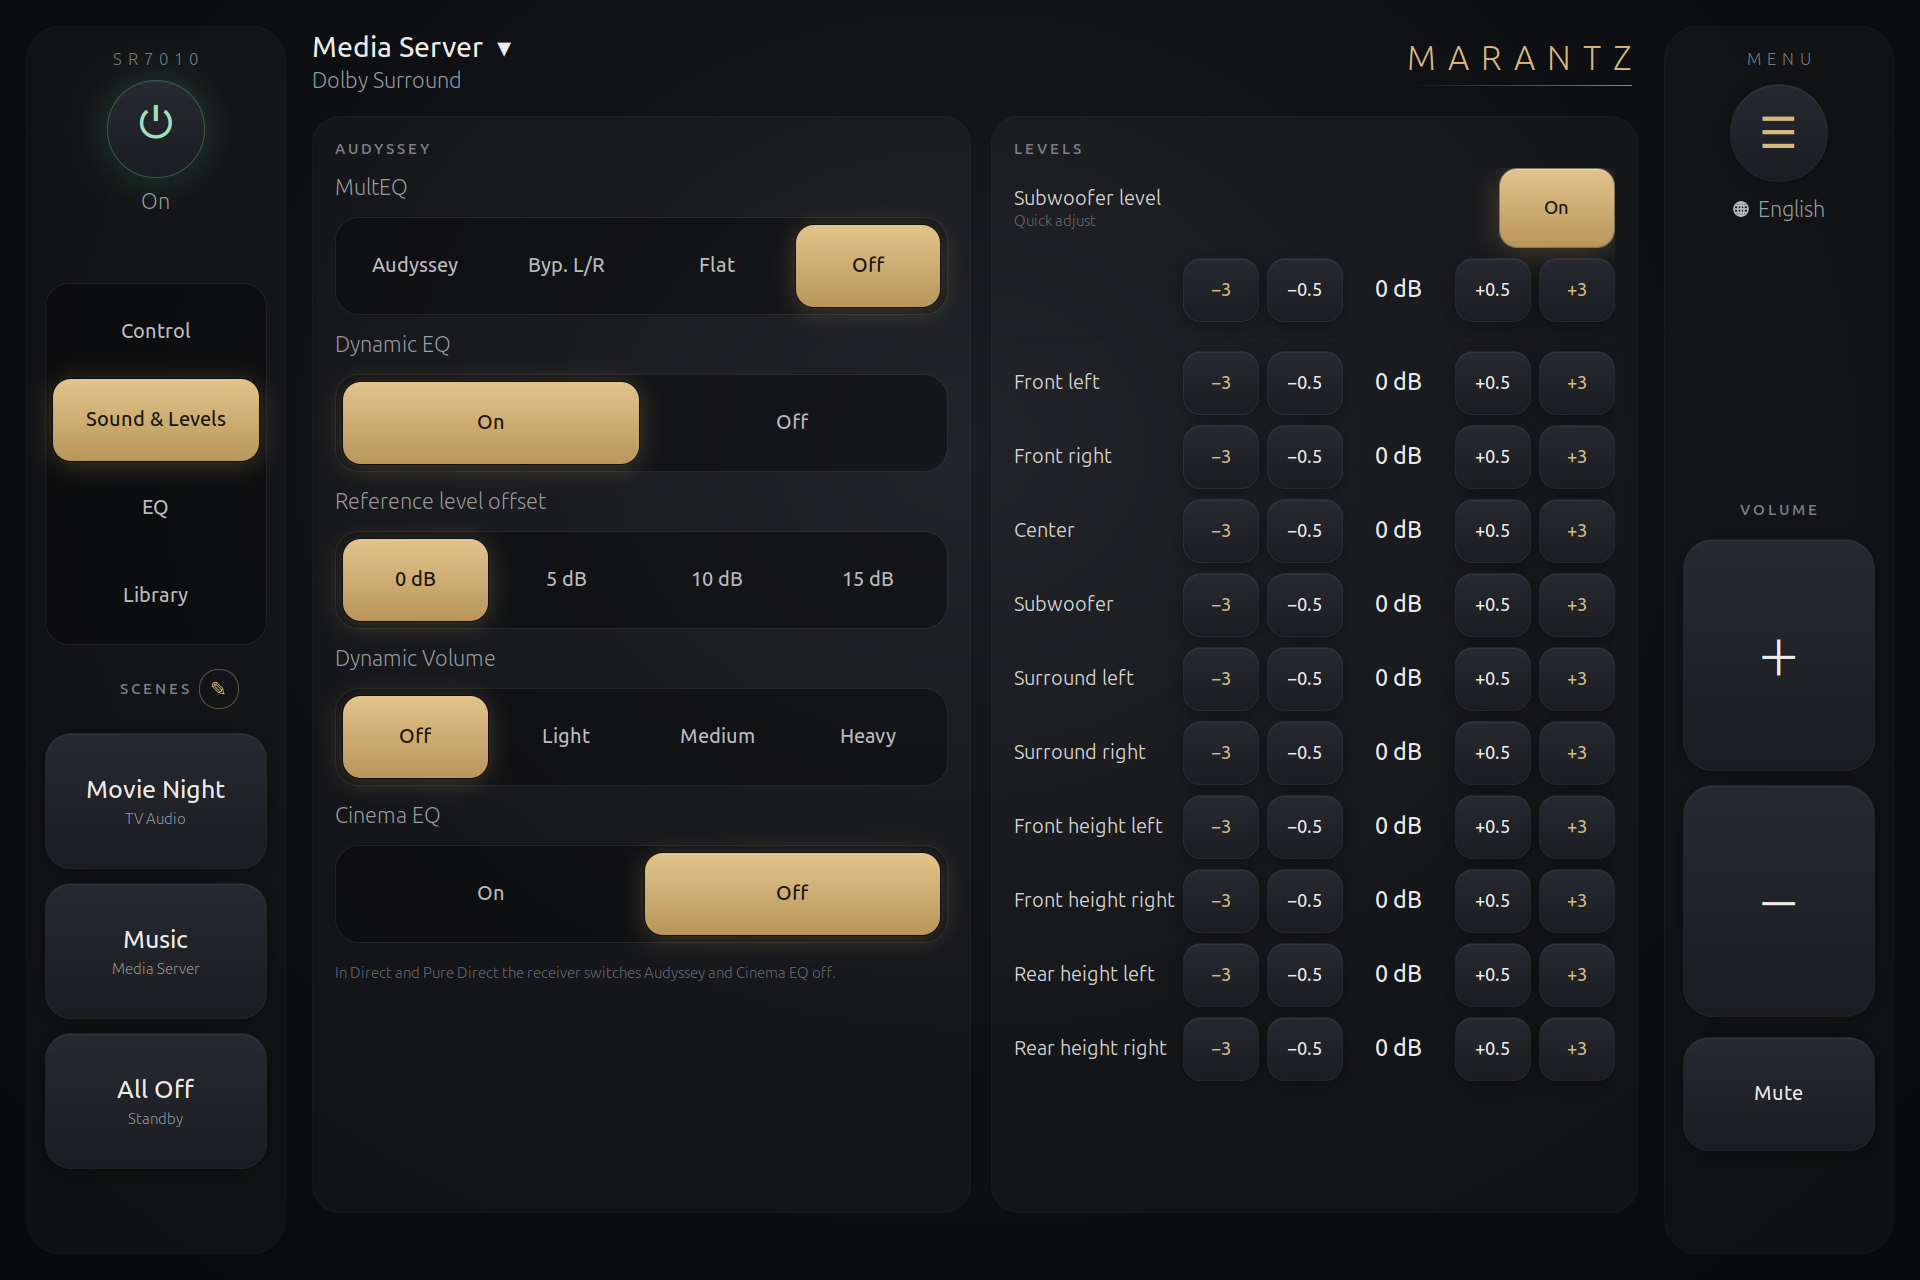 SR7010
On
Control
Sound & Levels
EQ
Library
SCENES
Movie Night
TV Audio
Music
Media Server
All Off
Standby
Media Server ▼
Dolby Surround
MARANTZ
AUDYSSEY
MultEQ
Audyssey Byp. L/R Flat Off
Dynamic EQ
On Off
Reference level offset
0 dB 5 dB 10 dB 15 dB
Dynamic Volume
Off Light Medium Heavy
Cinema EQ
On Off
In Direct and Pure Direct the receiver switches Audyssey and Cinema EQ off.
LEVELS
Subwoofer level On
Quick adjust
−3 −0.5 0 dB +0.5 +3
Front left −3 −0.5 0 dB +0.5 +3
Front right −3 −0.5 0 dB +0.5 +3
Center −3 −0.5 0 dB +0.5 +3
Subwoofer −3 −0.5 0 dB +0.5 +3
Surround left −3 −0.5 0 dB +0.5 +3
Surround right −3 −0.5 0 dB +0.5 +3
Front height left −3 −0.5 0 dB +0.5 +3
Front height right −3 −0.5 0 dB +0.5 +3
Rear height left −3 −0.5 0 dB +0.5 +3
Rear height right −3 −0.5 0 dB +0.5 +3
MENU
English
VOLUME
+
−
Mute